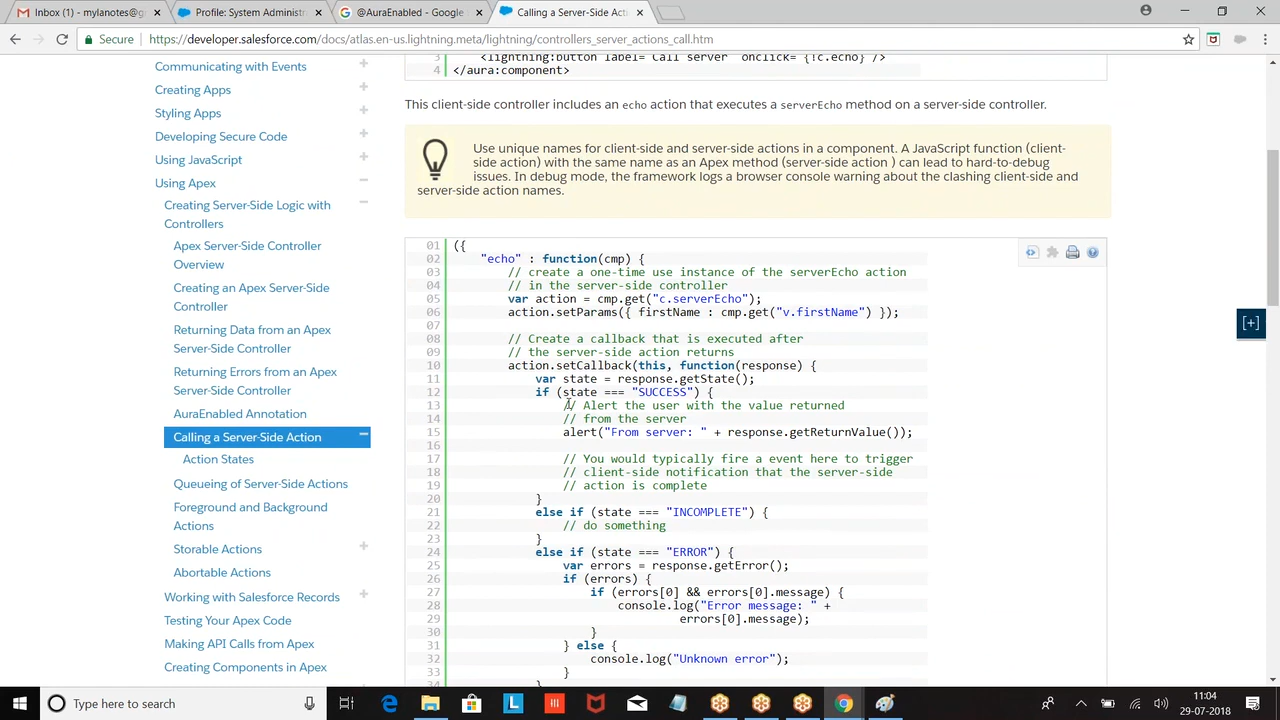 Inbox (1) - mylanotes@g
Profile: System Administr
@AuraEnabled - Google
Calling a Server-Side Acti
Secure
https://developer.salesforce.com/docs/atlas.en-us.lightning.meta/lightning/controllers_server_actions_call.htm
Communicating with Events
Creating Apps
Styling Apps
Developing Secure Code
Using JavaScript
Using Apex
Creating Server-Side Logic with
Controllers
Apex Server-Side Controller
Overview
Creating an Apex Server-Side
Controller
Returning Data from an Apex
Server-Side Controller
Returning Errors from an Apex
Server-Side Controller
AuraEnabled Annotation
Calling a Server-Side Action
Action States
Queueing of Server-Side Actions
Foreground and Background
Actions
Storable Actions
Abortable Actions
Working with Salesforce Records
Testing Your Apex Code
Making API Calls from Apex
Creating Components in Apex
3 <lightning:button label="Call server" onclick="{!c.echo}"/>
4 </aura:component>
This client-side controller includes an echo action that executes a serverEcho method on a server-side controller.
Use unique names for client-side and server-side actions in a component. A JavaScript function (client-
side action) with the same name as an Apex method (server-side action ) can lead to hard-to-debug
issues. In debug mode, the framework logs a browser console warning about the clashing client-side and
server-side action names.
01 ({
02 "echo" : function(cmp) {
03 // create a one-time use instance of the serverEcho action
04 // in the server-side controller
05 var action = cmp.get("c.serverEcho");
06 action.setParams({ firstName : cmp.get("v.firstName") });
07
08 // Create a callback that is executed after
09 // the server-side action returns
10 action.setCallback(this, function(response) {
11 var state = response.getState();
12 if (state === "SUCCESS") {
13 // Alert the user with the value returned
14 // from the server
15 alert("From server: " + response.getReturnValue());
16
17 // You would typically fire a event here to trigger
18 // client-side notification that the server-side
19 // action is complete
20 }
21 else if (state === "INCOMPLETE") {
22 // do something
23 }
24 else if (state === "ERROR") {
25 var errors = response.getError();
26 if (errors) {
27 if (errors[0] && errors[0].message) {
28 console.log("Error message: " +
29 errors[0].message);
30 }
31 } else {
32 console.log("Unknown error");
33 }
34 }
[+]
Type here to search
11:04
29-07-2018